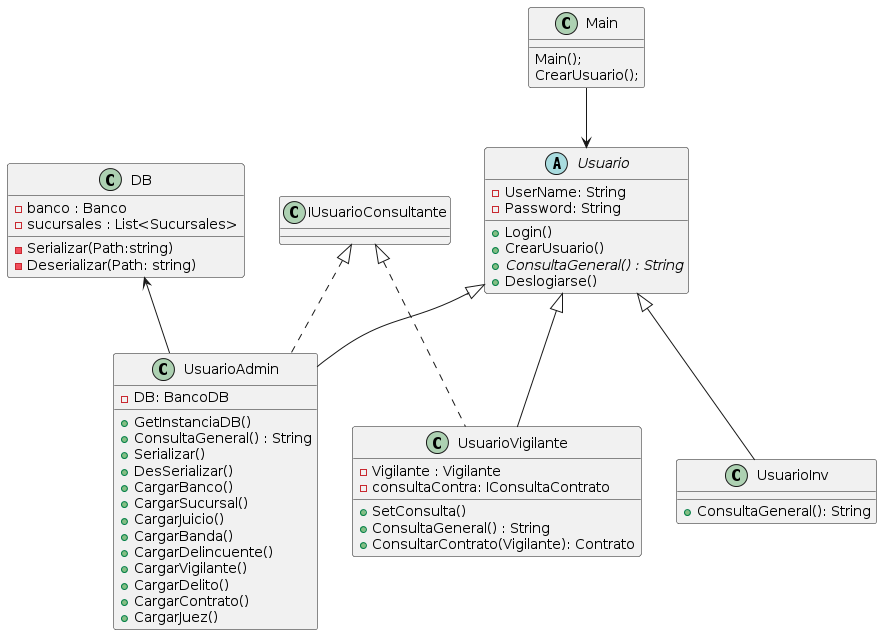 C Main
Main();
CrearUsuario();
A Usuario
UserName: String
Password: String
Login()
CrearUsuario()
ConsultaGeneral() : String
Deslogiarse()
C DB
banco : Banco
sucursales : List<Sucursales>
Serializar(Path:string)
Deserializar(Path: string)
C IUsuarioConsultante
C UsuarioAdmin
DB: BancoDB
GetInstanciaDB()
ConsultaGeneral() : String
Serializar()
DesSerializar()
CargarBanco()
CargarSucursal()
CargarJuicio()
CargarBanda()
CargarDelincuente()
CargarVigilante()
CargarDelito()
CargarContrato()
CargarJuez()
C UsuarioVigilante
Vigilante : Vigilante
consultaContra: IConsultaContrato
SetConsulta()
ConsultaGeneral() : String
ConsultarContrato(Vigilante): Contrato
C UsuarioInv
ConsultaGeneral(): String